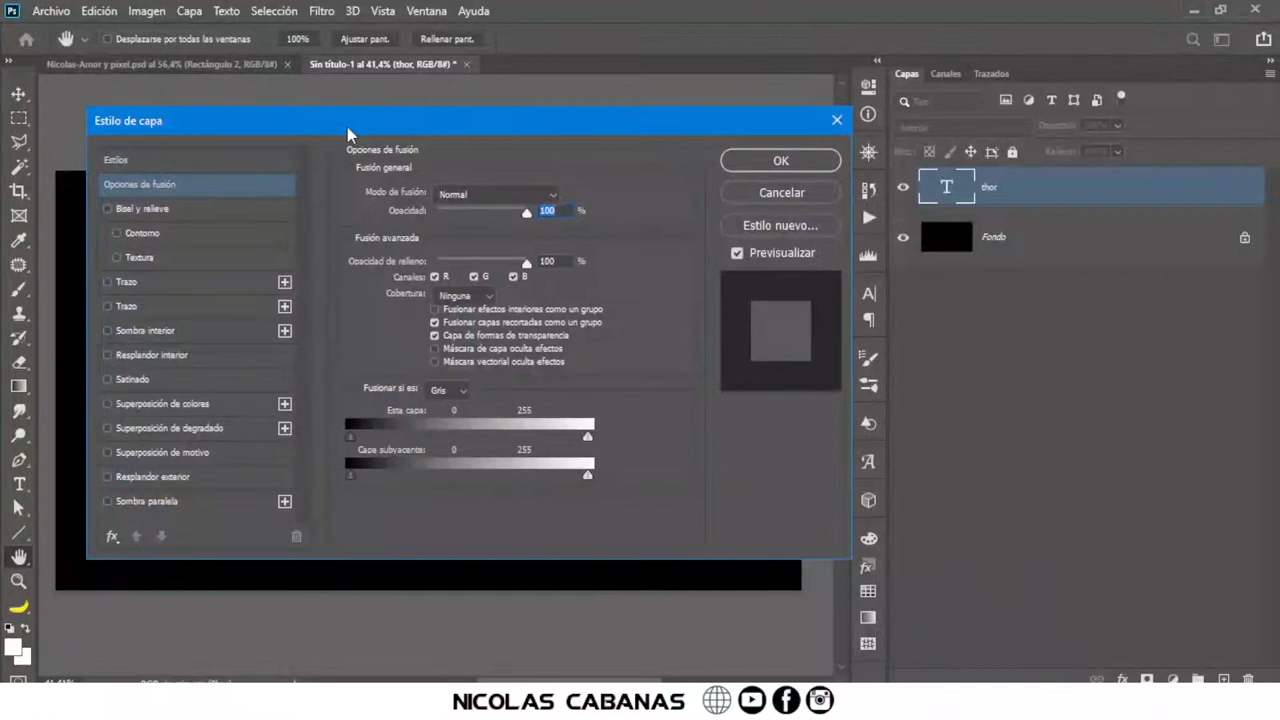 Ps Archivo Edición Imagen Capa Texto Selección Filtro 3D Vista Ventana Ayuda
Desplazarse por todas las ventanas 100% Ajustar pant. Rellenar pant.
Nicolas-Amor y pixel.psd al 56,4% (Rectángulo 2, RGB/8#) × Sin título-1 al 41,4% (thor, RGB/8#) * ×
Capas Canales Trazados
Tipo
Opacidad: 100%
Relleno:
T thor
Fondo
Estilo de capa
Estilos
Opciones de fusión
Bisel y relieve
Contorno
Textura
Trazo
Trazo
Sombra interior
Resplandor interior
Satinado
Superposición de colores
Superposición de degradado
Superposición de motivo
Resplandor exterior
Sombra paralela
fx
Opciones de fusión
Fusión general
Modo de fusión: Normal
Opacidad: 100 %
Fusión avanzada
Opacidad de relleno: 100 %
Canales: R G B
Cobertura: Ninguna
Fusionar efectos interiores como un grupo
Fusionar capas recortadas como un grupo
Capa de formas de transparencia
Máscara de capa oculta efectos
Máscara vectorial oculta efectos
Fusionar si es: Gris
Esta capa: 0 255
Capa subyacente: 0 255
OK
Cancelar
Estilo nuevo...
Previsualizar
NICOLAS CABANAS